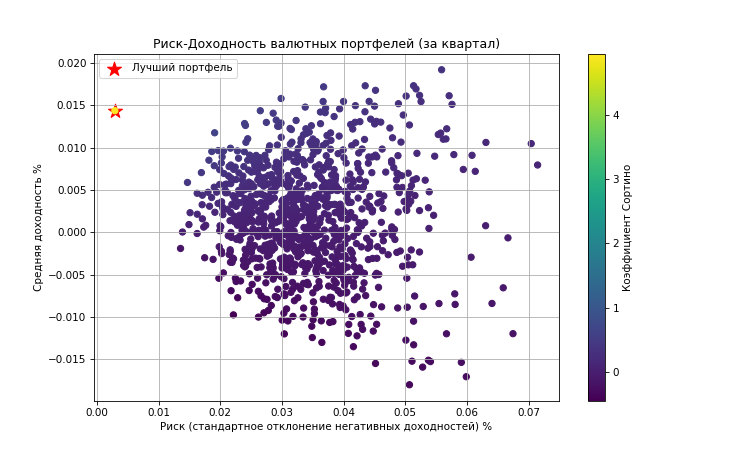 Риск-Доходность валютных портфелей (за квартал)
Лучший портфель
Средняя доходность %
0.020
0.015
0.010
0.005
0.000
−0.005
−0.010
−0.015
0.00 0.01 0.02 0.03 0.04 0.05 0.06 0.07
Риск (стандартное отклонение негативных доходностей) %
4
3
2
1
0
Коэффициент Сортино